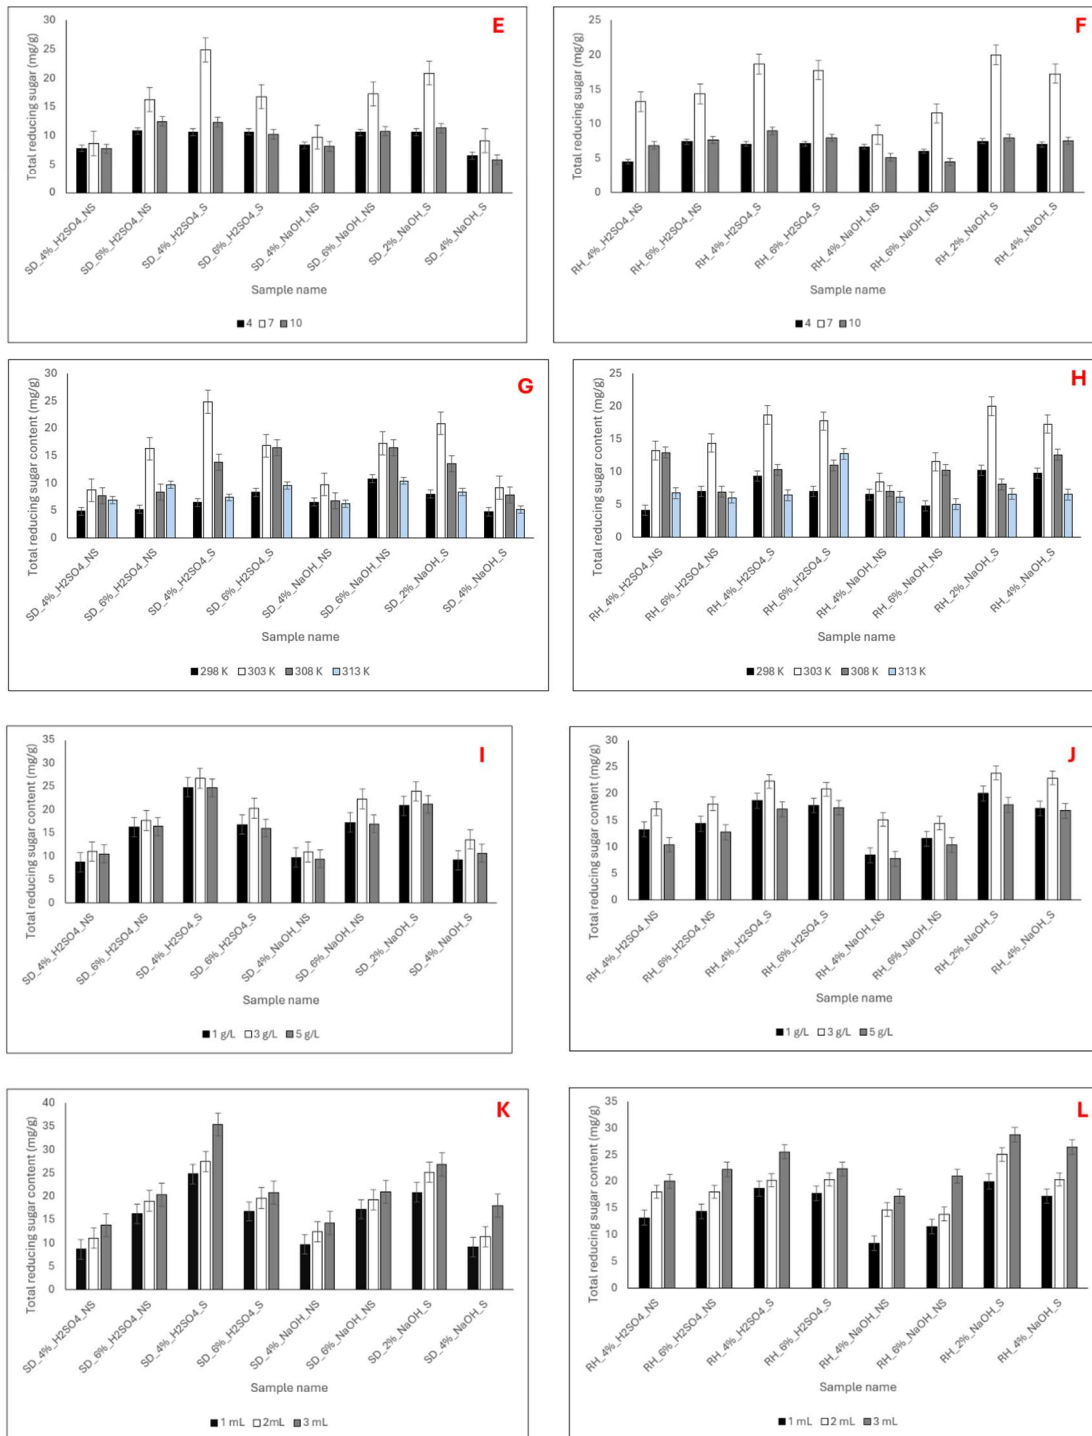 E
Total reducing sugar (mg/g)
30
25
20
15
10
5
0
SD_4%_H2SO4_NS
SD_6%_H2SO4_NS
SD_4%_H2SO4_S
SD_6%_H2SO4_S
SD_4%_NaOH_NS
SD_6%_NaOH_NS
SD_2%_NaOH_S
SD_4%_NaOH_S
Sample name
4 7 10
F
Total reducing sugar (mg/g)
25
20
15
10
5
0
RH_4%_H2SO4_NS
RH_6%_H2SO4_NS
RH_4%_H2SO4_S
RH_6%_H2SO4_S
RH_4%_NaOH_NS
RH_6%_NaOH_NS
RH_2%_NaOH_S
RH_4%_NaOH_S
Sample name
4 7 10
G
Total reducing sugar content (mg/g)
30
25
20
15
10
5
0
SD_4%_H2SO4_NS
SD_6%_H2SO4_NS
SD_4%_H2SO4_S
SD_6%_H2SO4_S
SD_4%_NaOH_NS
SD_6%_NaOH_NS
SD_2%_NaOH_S
SD_4%_NaOH_S
Sample name
298 K 303 K 308 K 313 K
H
Total reducing sugar content (mg/g)
25
20
15
10
5
0
RH_4%_H2SO4_NS
RH_6%_H2SO4_NS
RH_4%_H2SO4_S
RH_6%_H2SO4_S
RH_4%_NaOH_NS
RH_6%_NaOH_NS
RH_2%_NaOH_S
RH_4%_NaOH_S
Sample name
298 K 303 K 308 K 313 K
I
Total reducing sugar content (mg/g)
35
30
25
20
15
10
5
0
SD_4%_H2SO4_NS
SD_6%_H2SO4_NS
SD_4%_H2SO4_S
SD_6%_H2SO4_S
SD_4%_NaOH_NS
SD_6%_NaOH_NS
SD_2%_NaOH_S
SD_4%_NaOH_S
Sample name
1 g/L 3 g/L 5 g/L
J
Total reducing sugar content (mg/g)
30
25
20
15
10
5
0
RH_4%_H2SO4_NS
RH_6%_H2SO4_NS
RH_4%_H2SO4_S
RH_6%_H2SO4_S
RH_4%_NaOH_NS
RH_6%_NaOH_NS
RH_2%_NaOH_S
RH_4%_NaOH_S
Sample name
1 g/L 3 g/L 5 g/L
K
Total reducing sugar content (mg/g)
40
35
30
25
20
15
10
5
0
SD_4%_H2SO4_NS
SD_6%_H2SO4_NS
SD_4%_H2SO4_S
SD_6%_H2SO4_S
SD_4%_NaOH_NS
SD_6%_NaOH_NS
SD_2%_NaOH_S
SD_4%_NaOH_S
Sample name
1 mL 2mL 3 mL
L
Total reducing sugar content (mg/g)
35
30
25
20
15
10
5
0
RH_4%_H2SO4_NS
RH_6%_H2SO4_NS
RH_4%_H2SO4_S
RH_6%_H2SO4_S
RH_4%_NaOH_NS
RH_6%_NaOH_NS
RH_2%_NaOH_S
RH_4%_NaOH_S
Sample name
1 mL 2 mL 3 mL